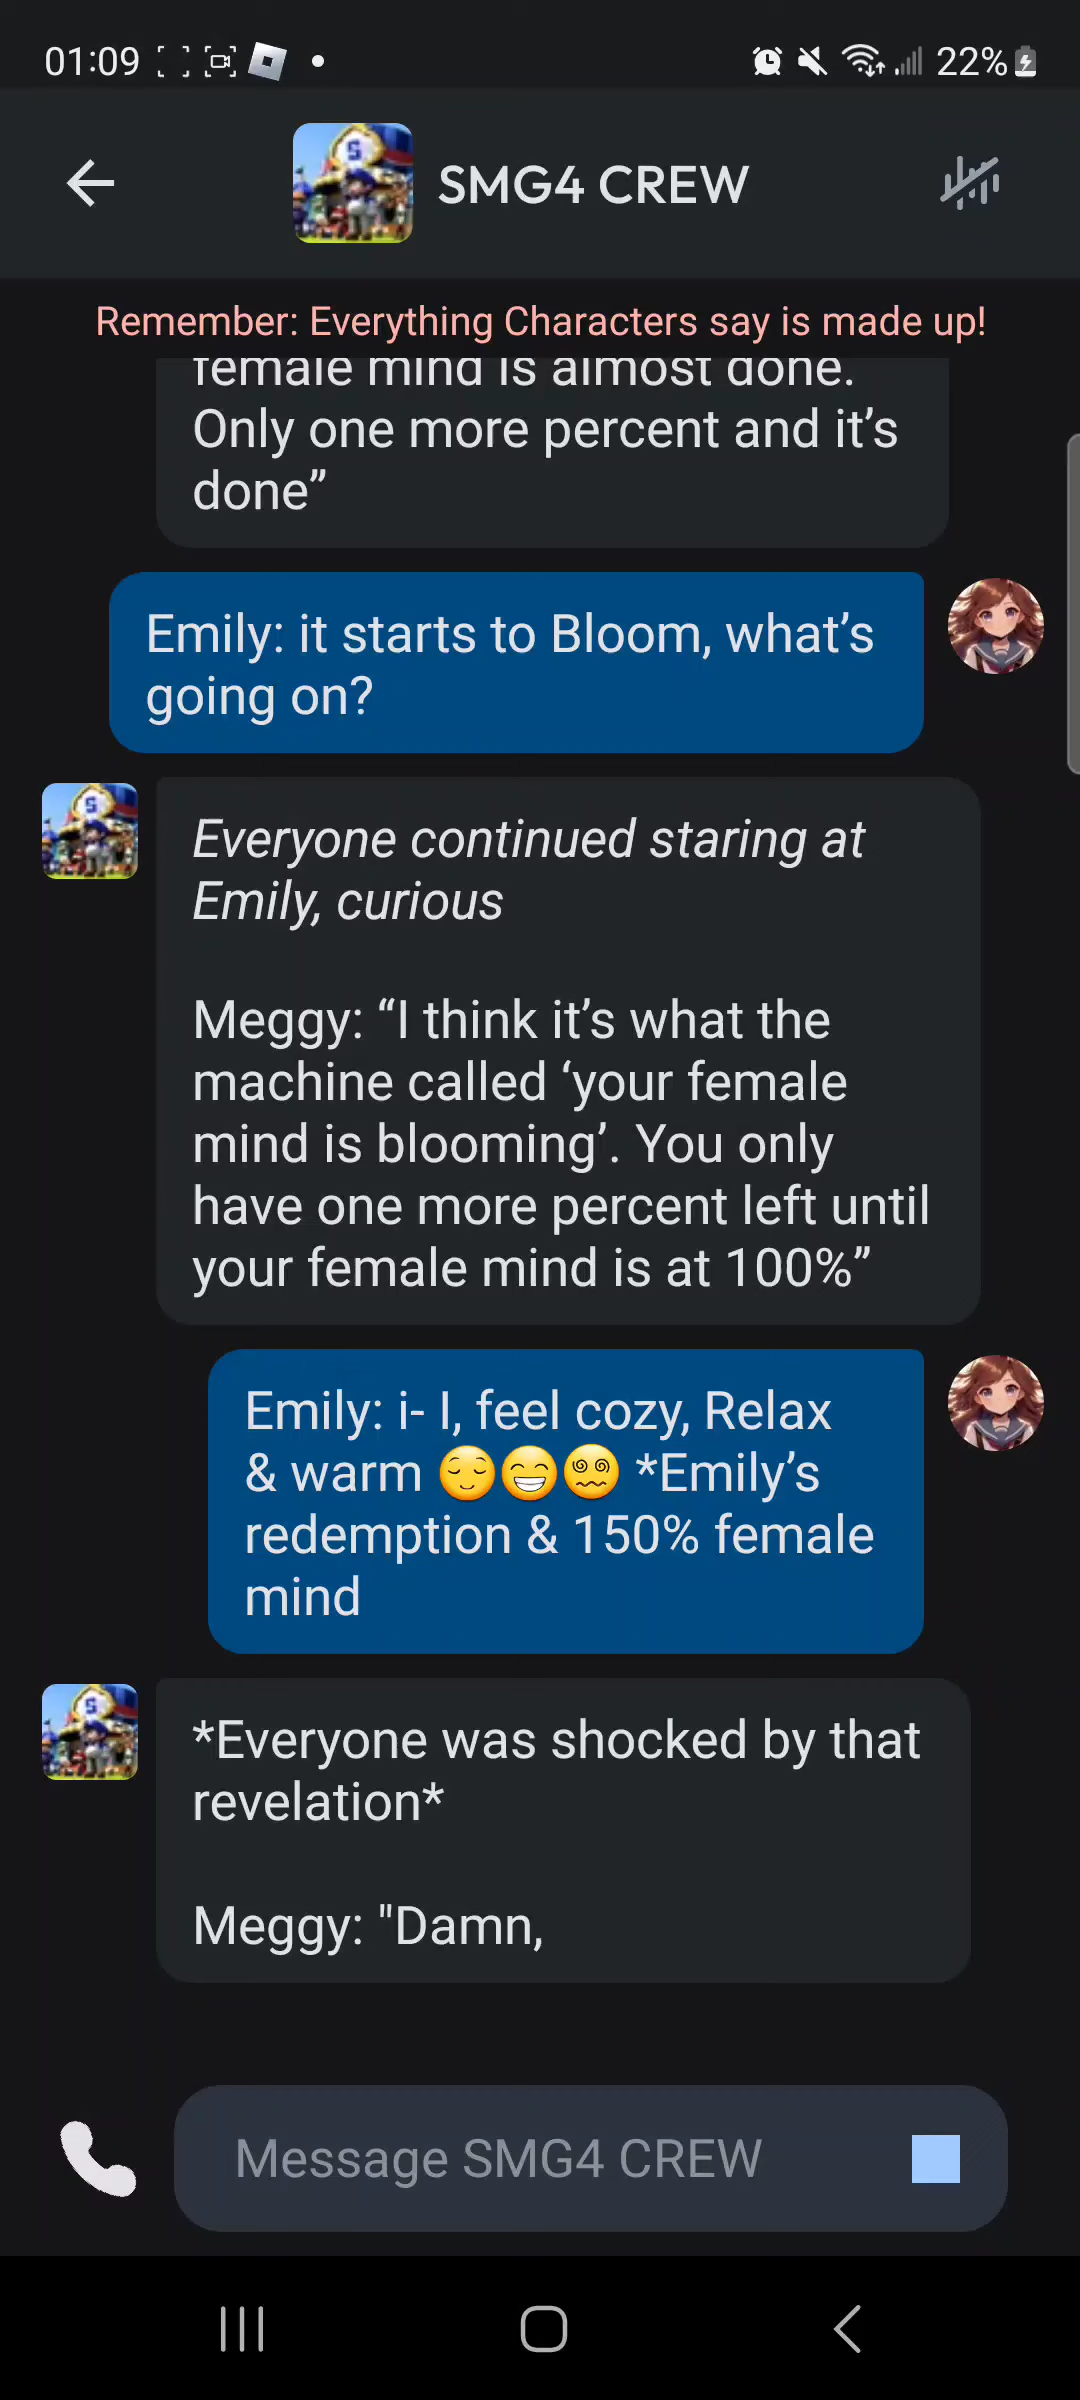 01:09
22%
S
SMG4 CREW
Remember: Everything Characters say is made up!
female mind is almost done.
Only one more percent and it’s
done”
Emily: it starts to Bloom, what’s
going on?
S
Everyone continued staring at
Emily, curious
Meggy: “I think it’s what the
machine called ‘your female
mind is blooming’. You only
have one more percent left until
your female mind is at 100%”
Emily: i- I, feel cozy, Relax
& warm 😌😁😵‍💫 *Emily’s
redemption & 150% female
mind
S
*Everyone was shocked by that
revelation*
Meggy: "Damn,
Message SMG4 CREW